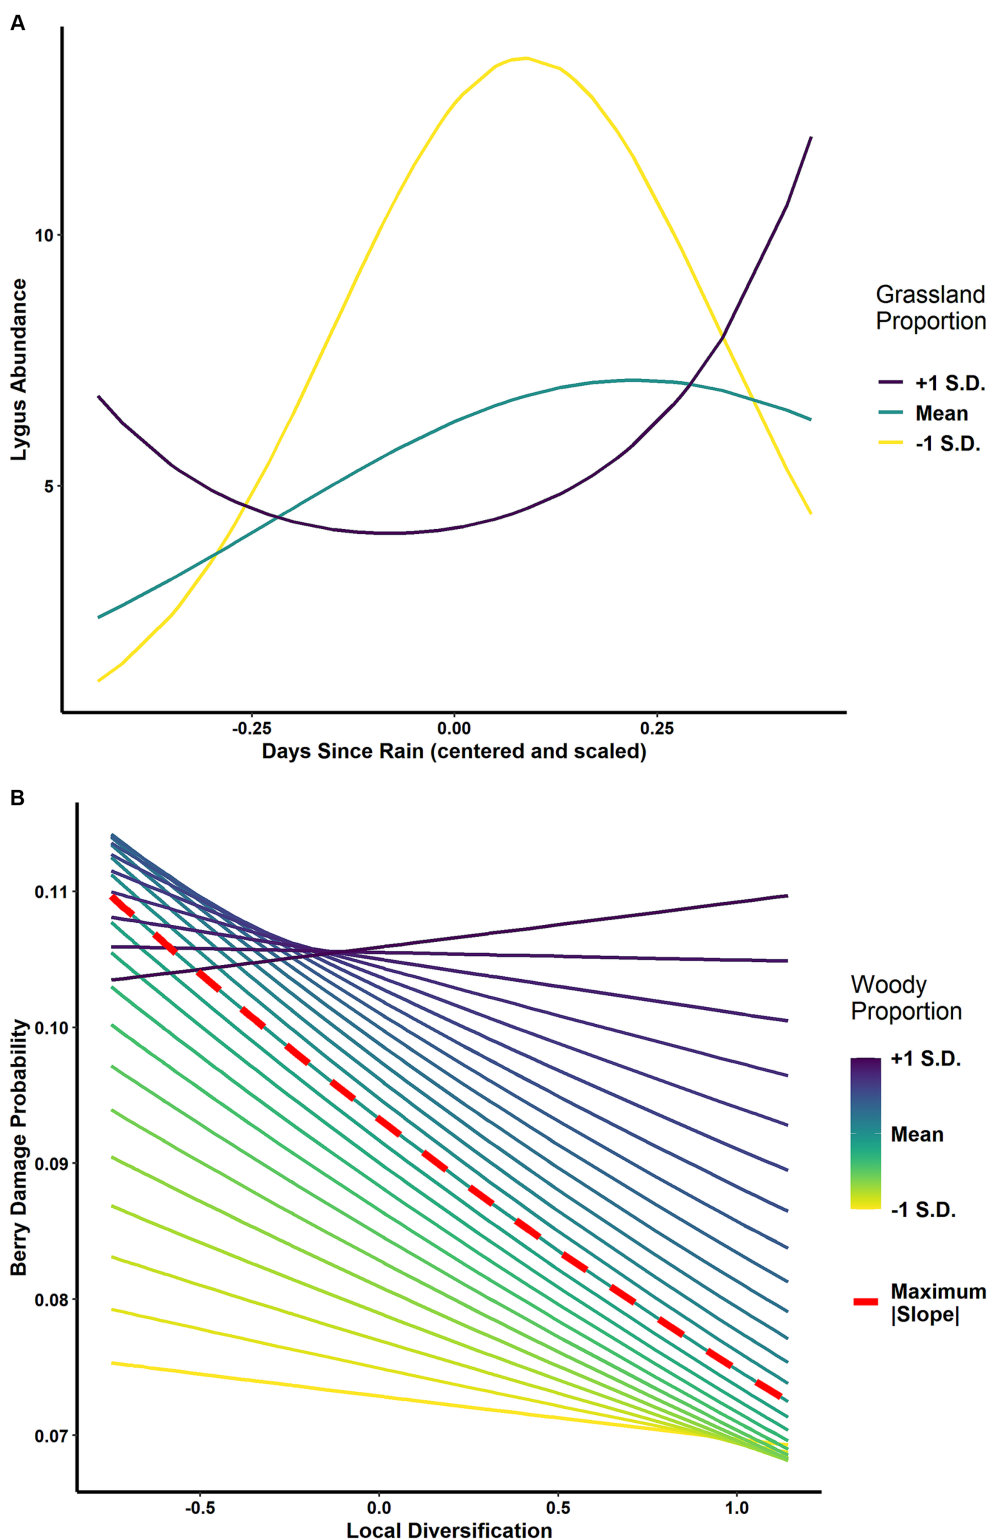 A
10
5
Lygus Abundance
-0.25
0.00
0.25
Days Since Rain (centered and scaled)
Grassland
Proportion
+1 S.D.
Mean
-1 S.D.
B
0.11
0.10
0.09
0.08
0.07
Berry Damage Probability
-0.5
0.0
0.5
1.0
Local Diversification
Woody
Proportion
+1 S.D.
Mean
-1 S.D.
Maximum
|Slope|